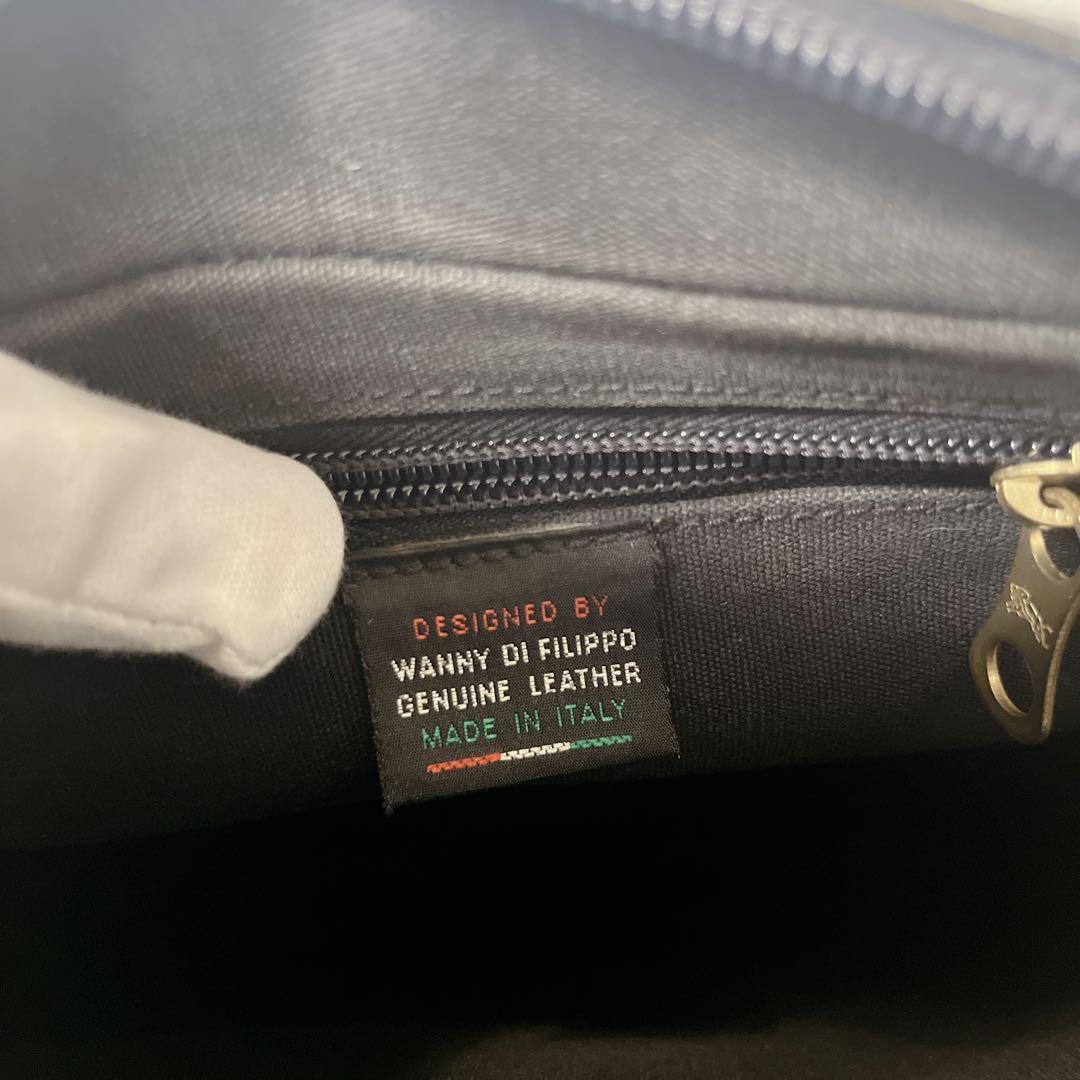 DESIGNED BY
WANNY DI FILIPPO
GENUINE LEATHER
MADE IN ITALY